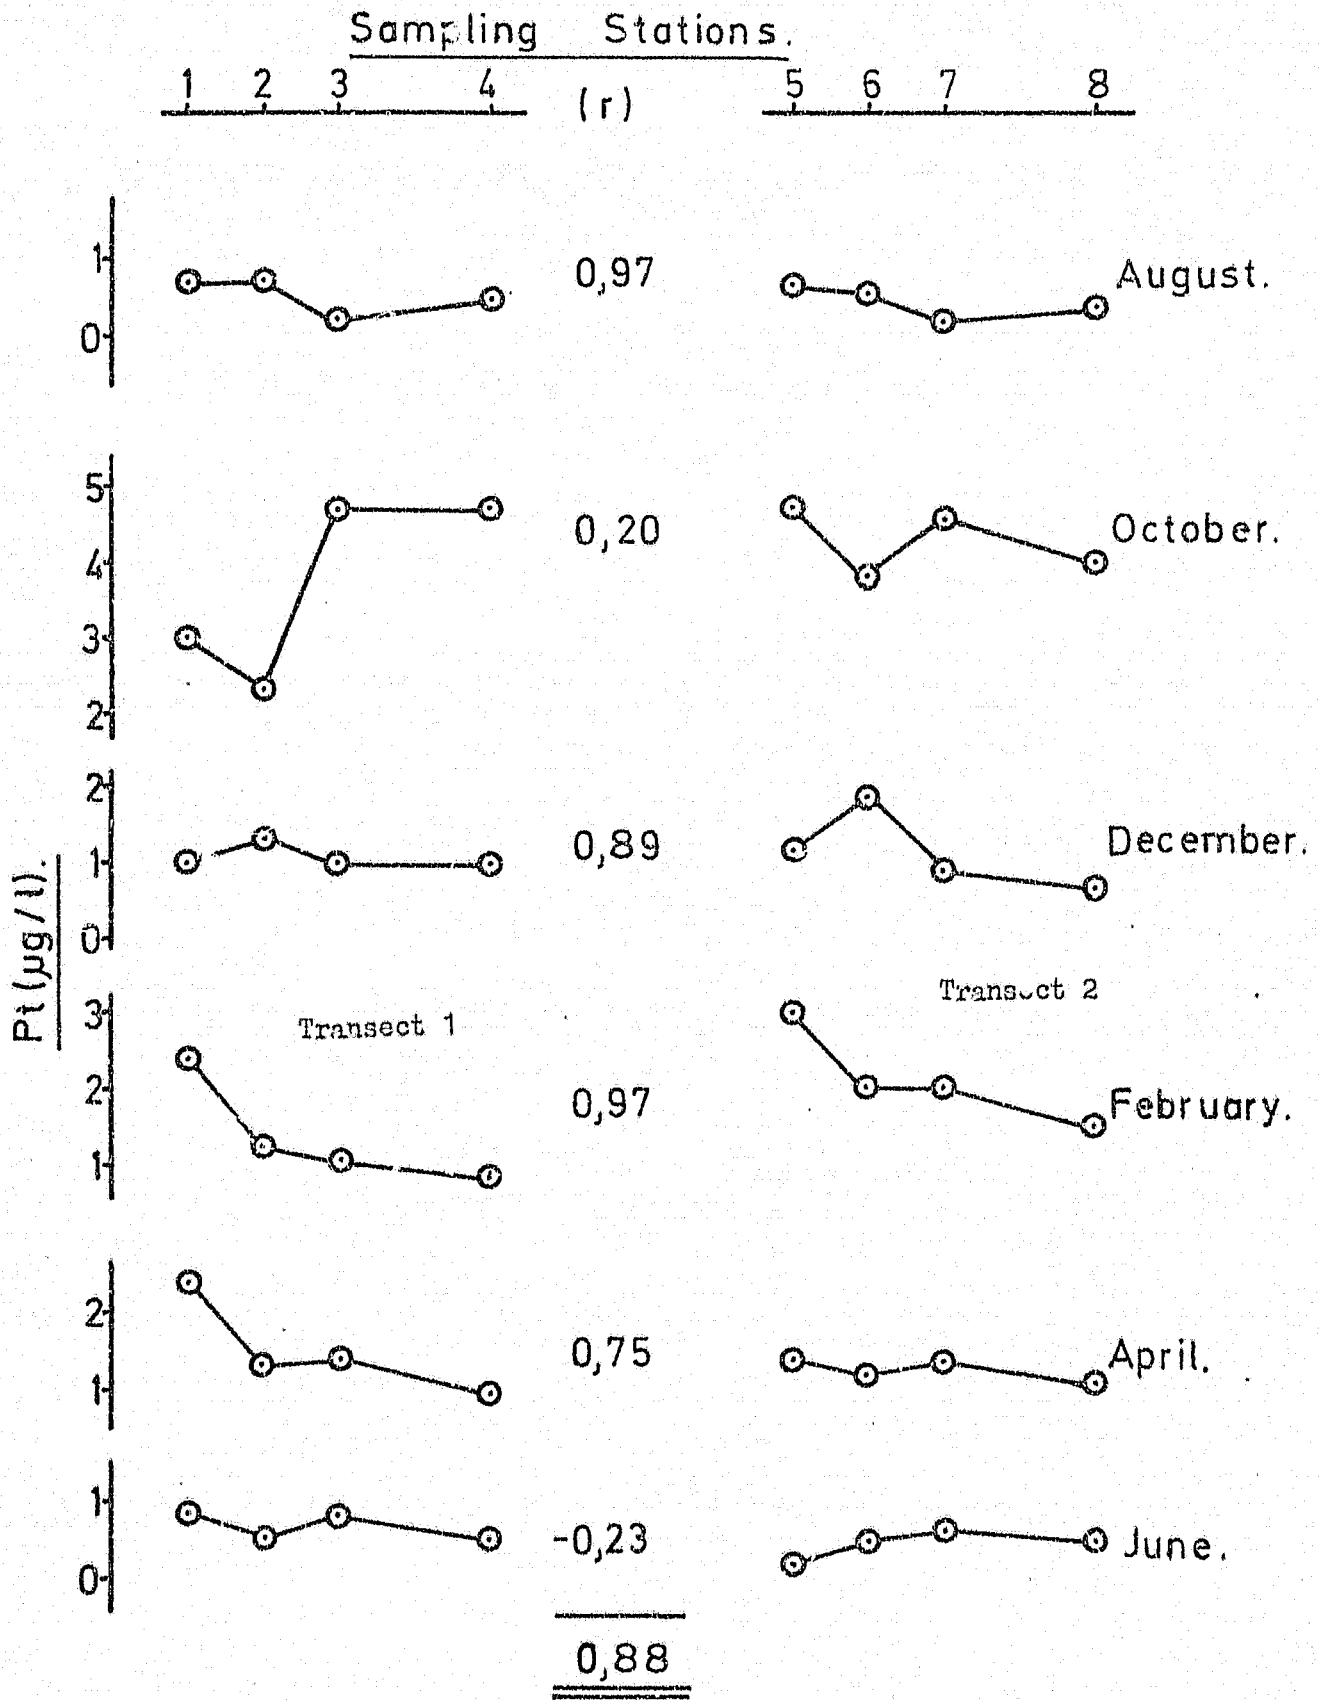 Sampling Stations.
1 2 3 4 (r) 5 6 7 8
1
0
0,97
August.
5
4
3
2
0,20
October.
2
1
0
0,89
December.
Pt (µg/l).
3
2
1
Transect 1
0,97
Transect 2
February.
2
1
0,75
April.
1
0
-0,23
June.
0,88